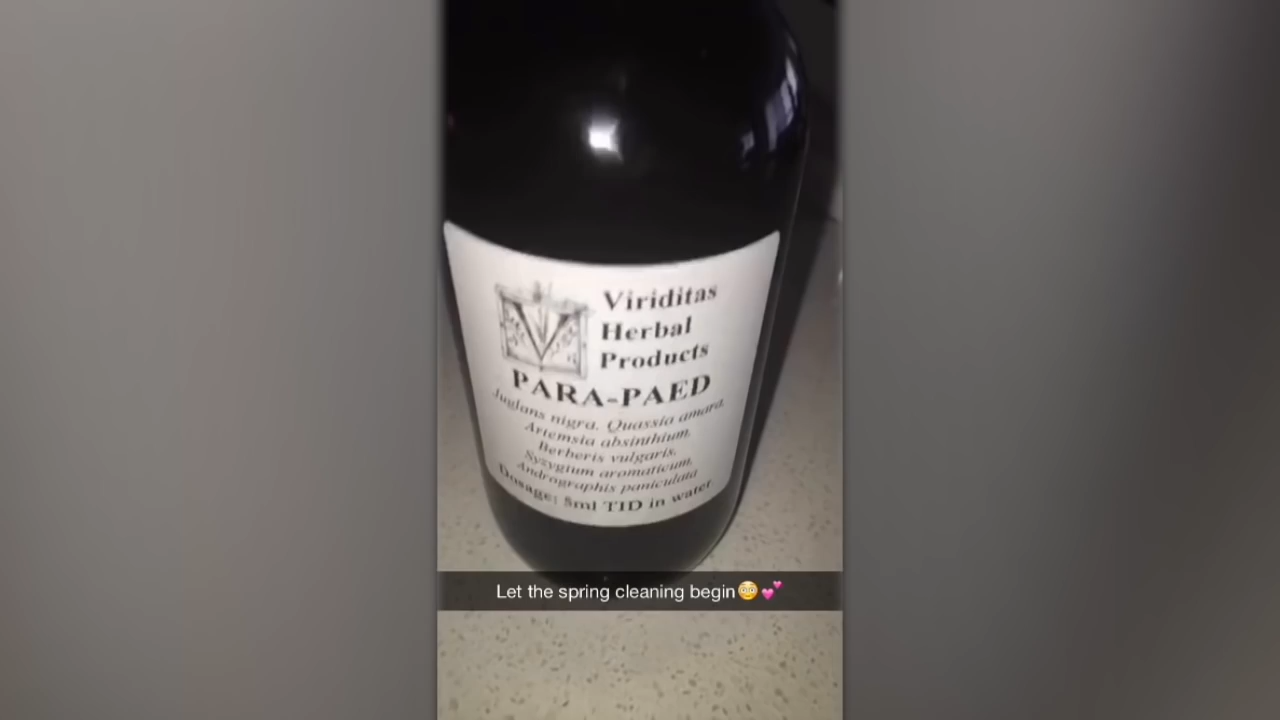 V
Viriditas
Herbal
Products
PARA-PAED
Juglans nigra. Quassia amara,
Artemsia absinthium,
Berberis vulgaris,
Syzygium aromaticum,
Andrographis paniculata
Dosage: 5ml TID in water
Let the spring cleaning begin😳💕